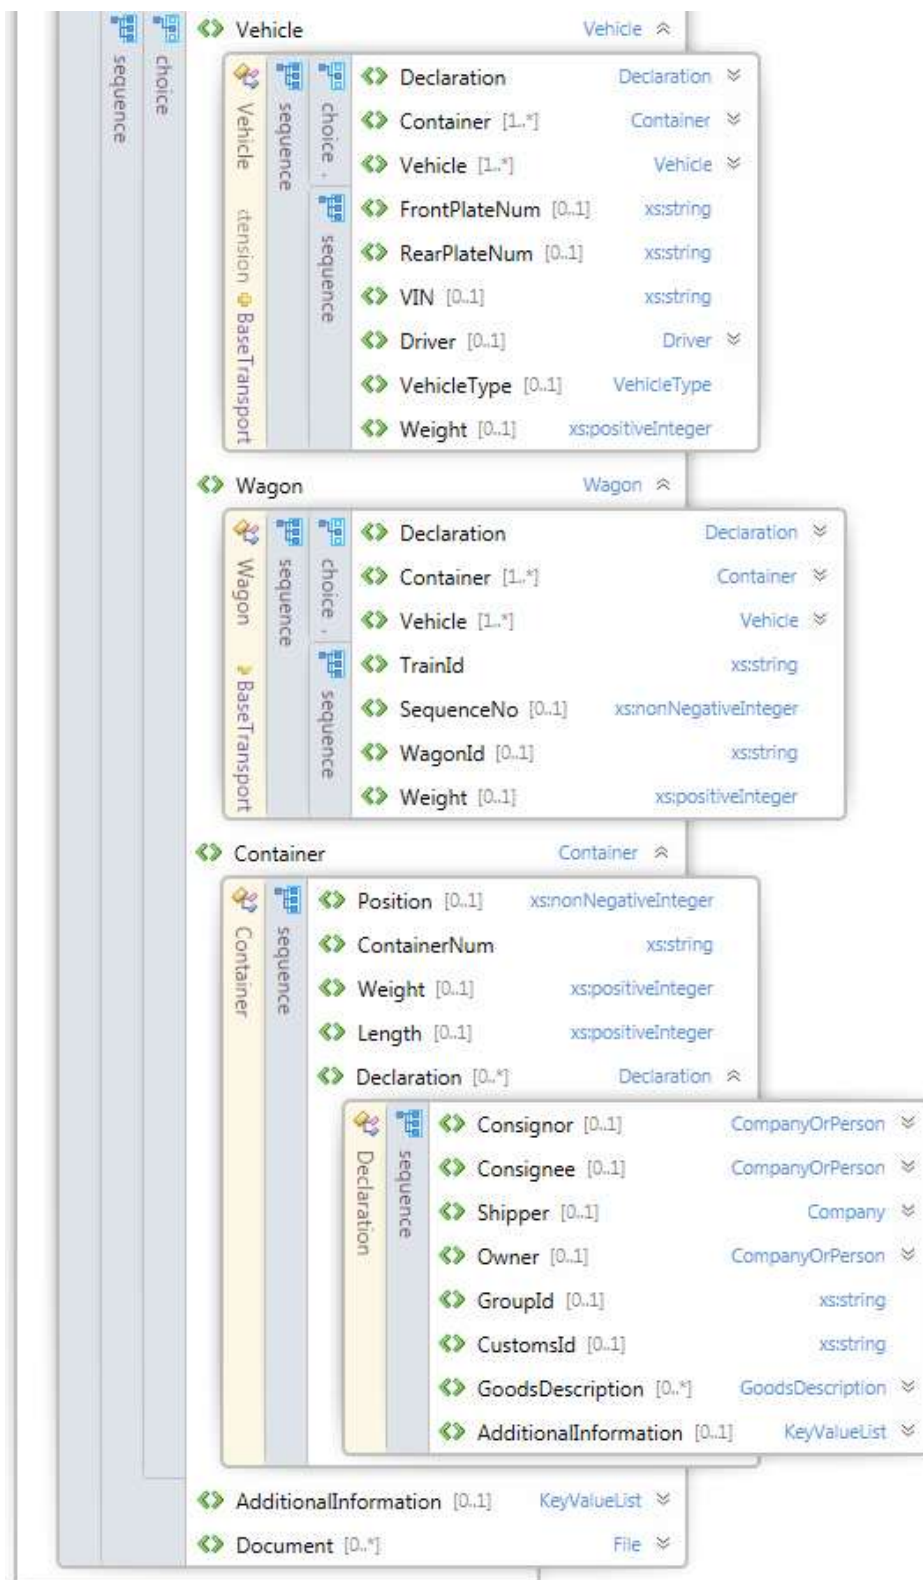 sequence
choice
Vehicle Vehicle
Vehicle
ctension BaseTransport
sequence
choice
sequence
Declaration Declaration
Container [1..*] Container
Vehicle [1..*] Vehicle
FrontPlateNum [0..1] xs:string
RearPlateNum [0..1] xs:string
VIN [0..1] xs:string
Driver [0..1] Driver
VehicleType [0..1] VehicleType
Weight [0..1] xs:positiveInteger
Wagon Wagon
Wagon
BaseTransport
sequence
choice
sequence
Declaration Declaration
Container [1..*] Container
Vehicle [1..*] Vehicle
TrainId xs:string
SequenceNo [0..1] xs:nonNegativeInteger
WagonId [0..1] xs:string
Weight [0..1] xs:positiveInteger
Container Container
Container
sequence
Position [0..1] xs:nonNegativeInteger
ContainerNum xs:string
Weight [0..1] xs:positiveInteger
Length [0..1] xs:positiveInteger
Declaration [0..*] Declaration
Declaration
sequence
Consignor [0..1] CompanyOrPerson
Consignee [0..1] CompanyOrPerson
Shipper [0..1] Company
Owner [0..1] CompanyOrPerson
GroupId [0..1] xs:string
CustomsId [0..1] xs:string
GoodsDescription [0..*] GoodsDescription
AdditionalInformation [0..1] KeyValueList
AdditionalInformation [0..1] KeyValueList
Document [0..*] File